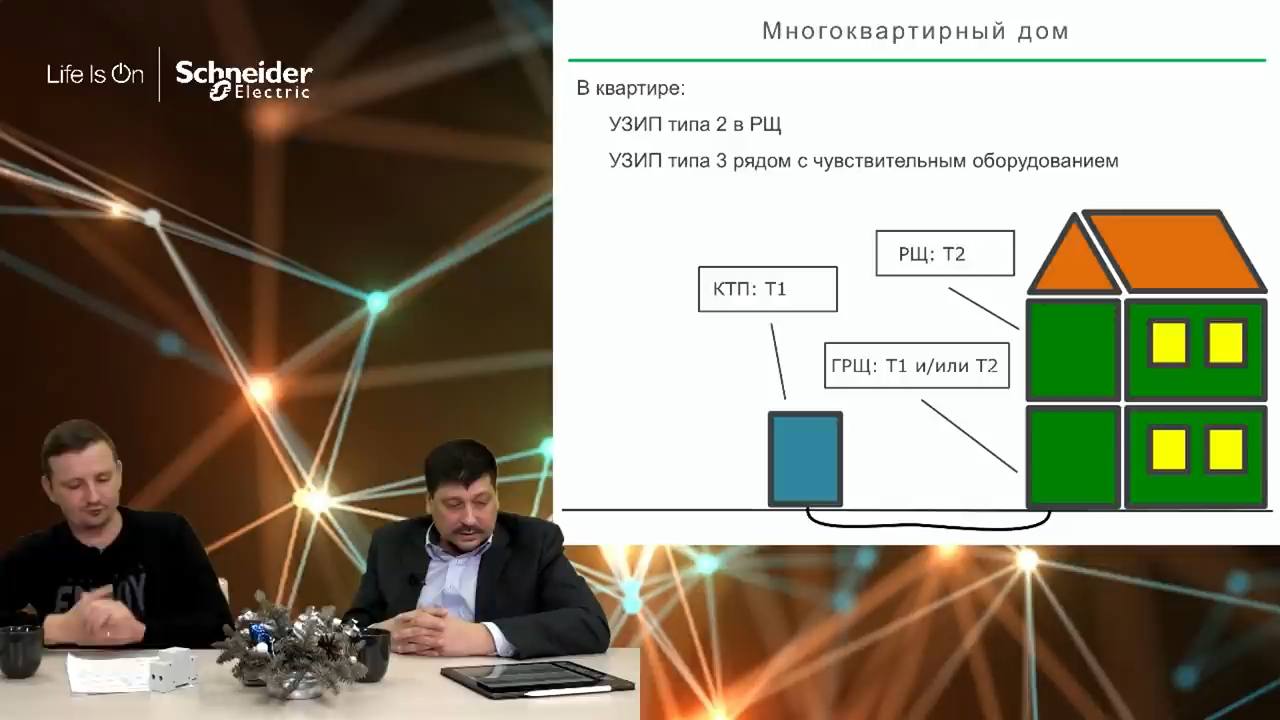 Life Is On
Schneider
Electric
Многоквартирный дом
В квартире:
УЗИП типа 2 в РЩ
УЗИП типа 3 рядом с чувствительным оборудованием
РЩ: Т2
КТП: Т1
ГРЩ: Т1 и/или Т2